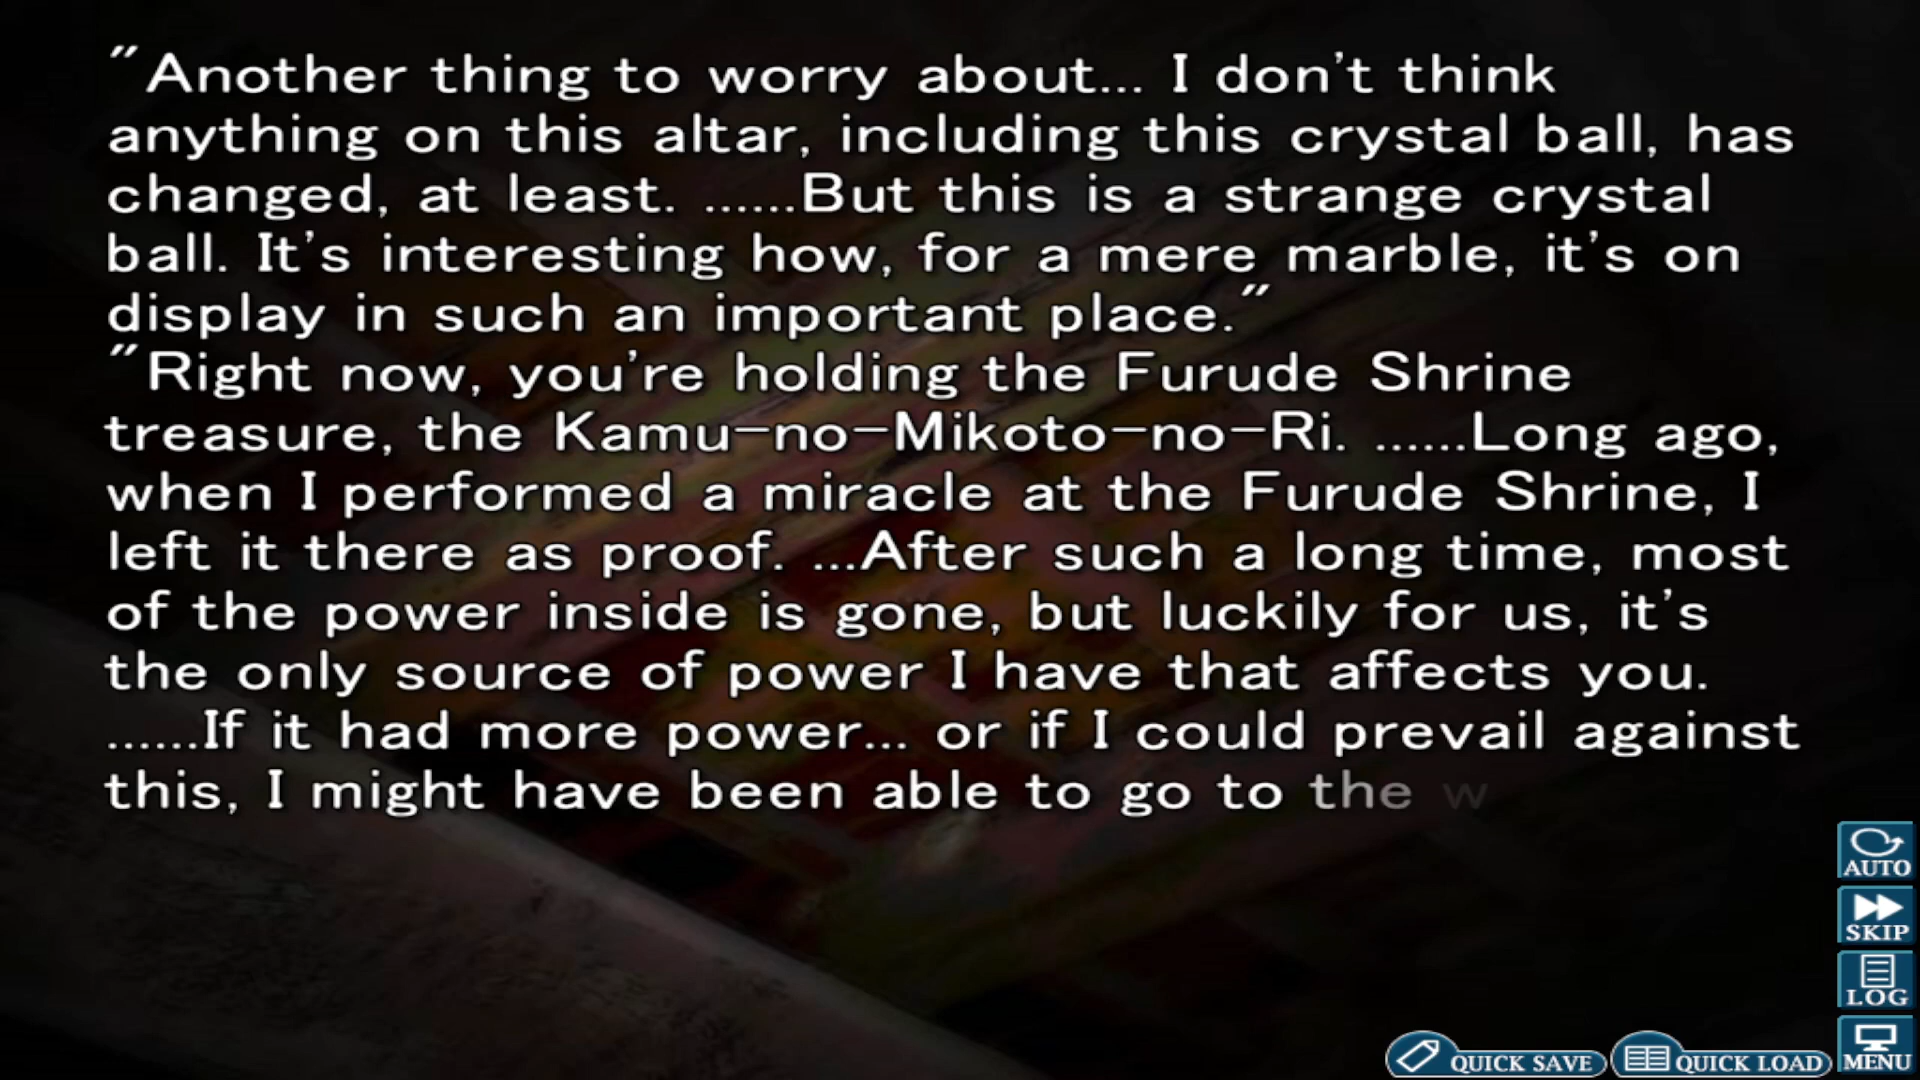 "Another thing to worry about... I don't think
anything on this altar, including this crystal ball, has
changed, at least. ......But this is a strange crystal
ball. It's interesting how, for a mere marble, it's on
display in such an important place."
"Right now, you're holding the Furude Shrine
treasure, the Kamu-no-Mikoto-no-Ri. ......Long ago,
when I performed a miracle at the Furude Shrine, I
left it there as proof. ...After such a long time, most
of the power inside is gone, but luckily for us, it's
the only source of power I have that affects you.
......If it had more power... or if I could prevail against
this, I might have been able to go to the w
AUTO
SKIP
LOG
MENU
QUICK SAVE
QUICK LOAD